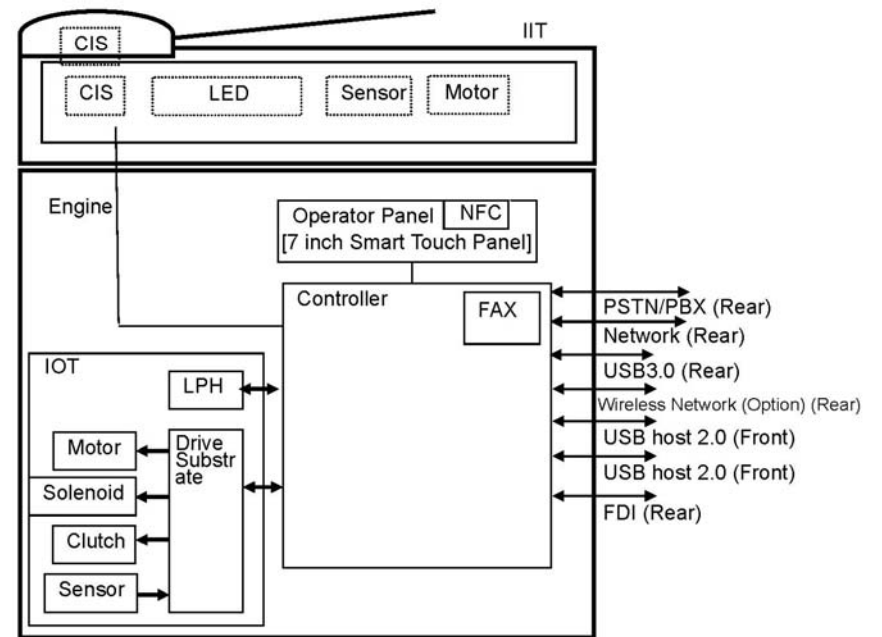 IIT
CIS
CIS
LED
Sensor
Motor
Engine
Operator Panel
NFC
[7 inch Smart Touch Panel]
Controller
FAX
PSTN/PBX (Rear)
Network (Rear)
USB3.0 (Rear)
Wireless Network (Option) (Rear)
USB host 2.0 (Front)
USB host 2.0 (Front)
FDI (Rear)
IOT
LPH
Drive
Substr
ate
Motor
Solenoid
Clutch
Sensor